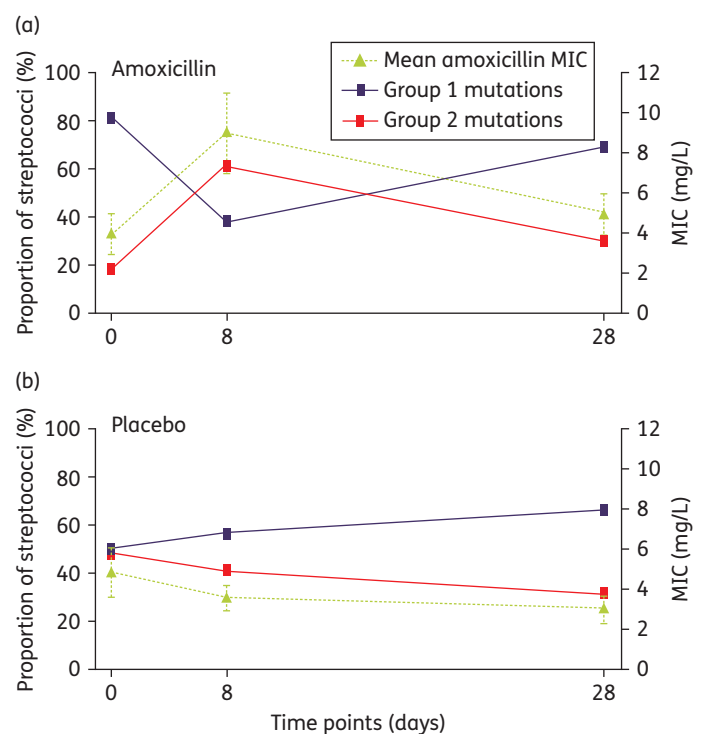 (a)
Amoxicillin
Mean amoxicillin MIC
Group 1 mutations
Group 2 mutations
Proportion of streptococci (%)
100
80
60
40
20
0
12
10
8
6
4
2
0
MIC (mg/L)
0 8 28
(b)
Placebo
Proportion of streptococci (%)
100
80
60
40
20
0
12
10
8
6
4
2
0
MIC (mg/L)
0 8 28
Time points (days)